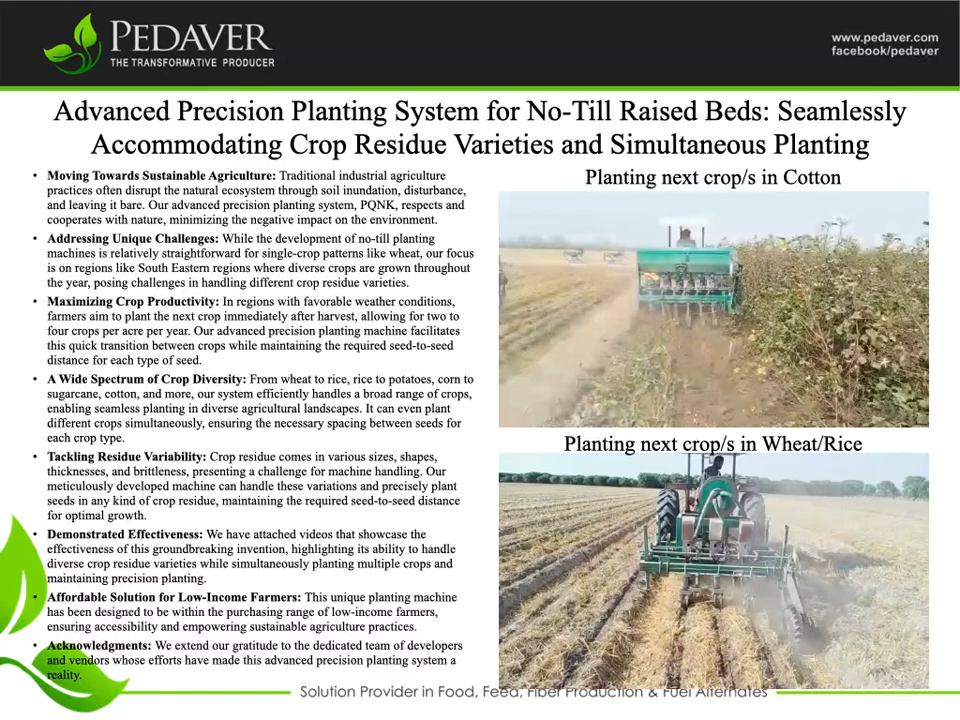 PEDAVER
THE TRANSFORMATIVE PRODUCER
www.pedaver.com
facebook/pedaver
Advanced Precision Planting System for No-Till Raised Beds: Seamlessly
Accommodating Crop Residue Varieties and Simultaneous Planting
• Moving Towards Sustainable Agriculture: Traditional industrial agriculture
practices often disrupt the natural ecosystem through soil inundation, disturbance,
and leaving it bare. Our advanced precision planting system, PQNK, respects and
cooperates with nature, minimizing the negative impact on the environment.
• Addressing Unique Challenges: While the development of no-till planting
machines is relatively straightforward for single-crop patterns like wheat, our focus
is on regions like South Eastern regions where diverse crops are grown throughout
the year, posing challenges in handling different crop residue varieties.
• Maximizing Crop Productivity: In regions with favorable weather conditions,
farmers aim to plant the next crop immediately after harvest, allowing for two to
four crops per acre per year. Our advanced precision planting machine facilitates
this quick transition between crops while maintaining the required seed-to-seed
distance for each type of seed.
• A Wide Spectrum of Crop Diversity: From wheat to rice, rice to potatoes, corn to
sugarcane, cotton, and more, our system efficiently handles a broad range of crops,
enabling seamless planting in diverse agricultural landscapes. It can even plant
different crops simultaneously, ensuring the necessary spacing between seeds for
each crop type.
• Tackling Residue Variability: Crop residue comes in various sizes, shapes,
thicknesses, and brittleness, presenting a challenge for machine handling. Our
meticulously developed machine can handle these variations and precisely plant
seeds in any kind of crop residue, maintaining the required seed-to-seed distance
for optimal growth.
• Demonstrated Effectiveness: We have attached videos that showcase the
effectiveness of this groundbreaking invention, highlighting its ability to handle
diverse crop residue varieties while simultaneously planting multiple crops and
maintaining precision planting.
• Affordable Solution for Low-Income Farmers: This unique planting machine
has been designed to be within the purchasing range of low-income farmers,
ensuring accessibility and empowering sustainable agriculture practices.
• Acknowledgments: We extend our gratitude to the dedicated team of developers
and vendors whose efforts have made this advanced precision planting system a
reality.
Planting next crop/s in Cotton
Planting next crop/s in Wheat/Rice
Solution Provider in Food, Feed, Fiber Production & Fuel Alternates